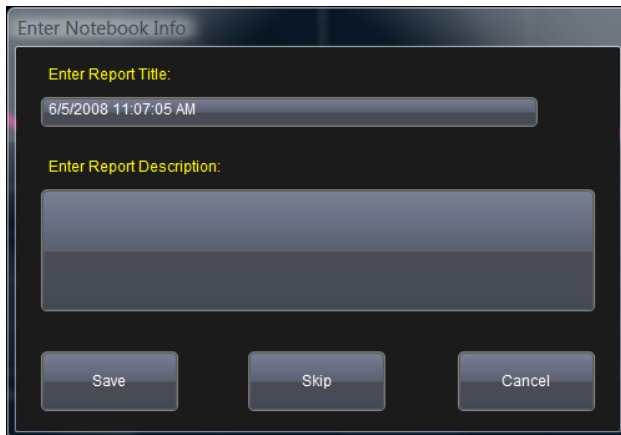 Enter Notebook Info
Enter Report Title:
6/5/2008 11:07:05 AM
Enter Report Description:
Save Skip Cancel